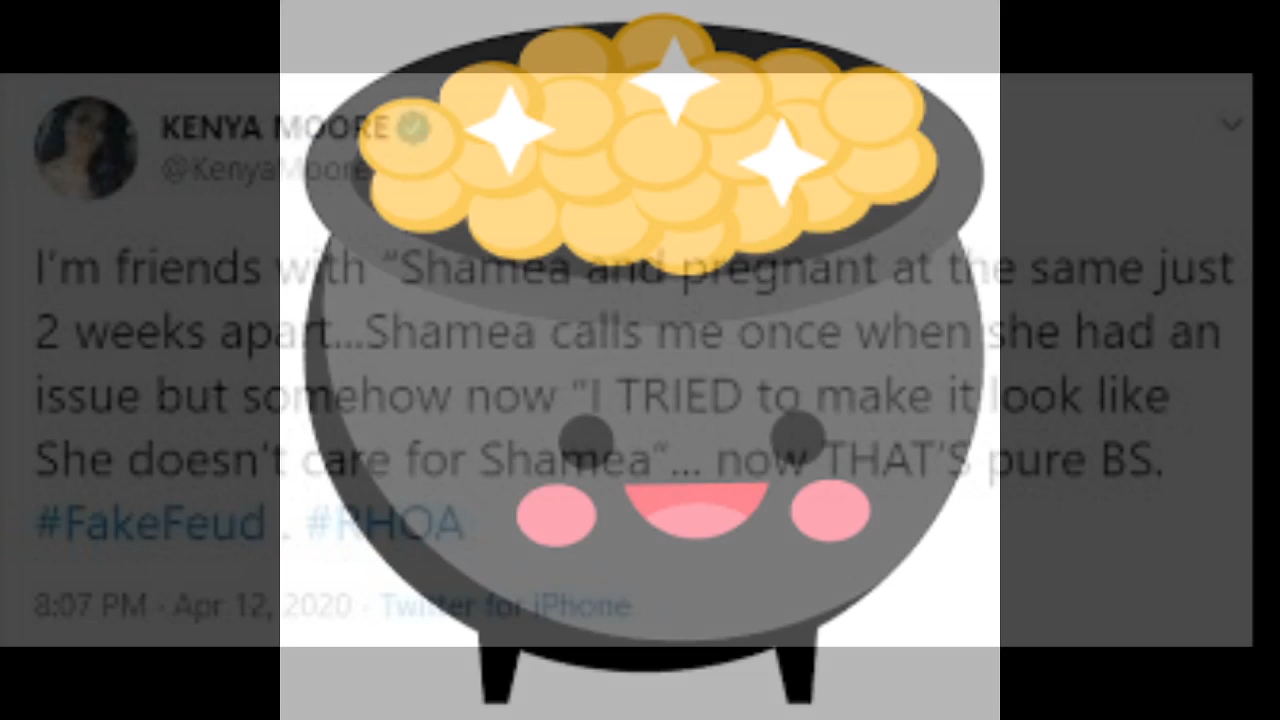 KENYA MOORE
@KenyaMoore
I'm friends with “Shamea and pregnant at the same just
2 weeks apart...Shamea calls me once when she had an
issue but somehow now “I TRIED to make it look like
She doesn't care for Shamea”... now THAT'S pure BS.
#FakeFeud . #RHOA
8:07 PM · Apr 12, 2020 · Twitter for iPhone